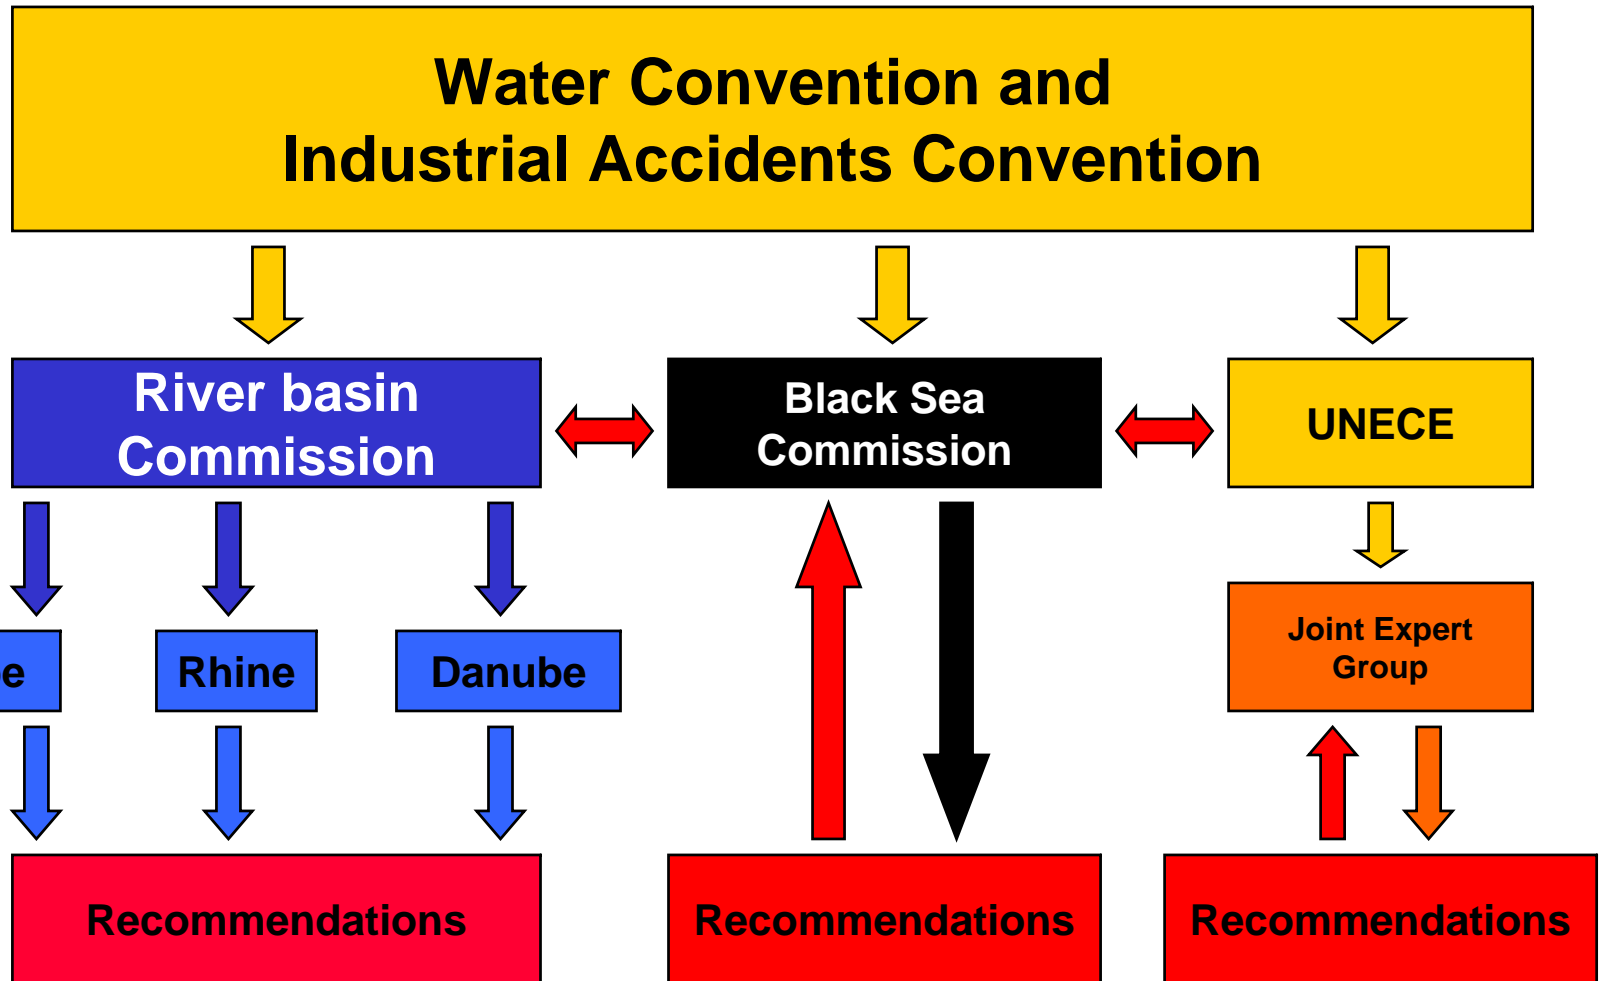 Water Convention and
Industrial Accidents Convention
River basin
Commission
Black Sea
Commission
UNECE
Joint Expert
Group
Rhine
Danube
Recommendations
Recommendations
Recommendations